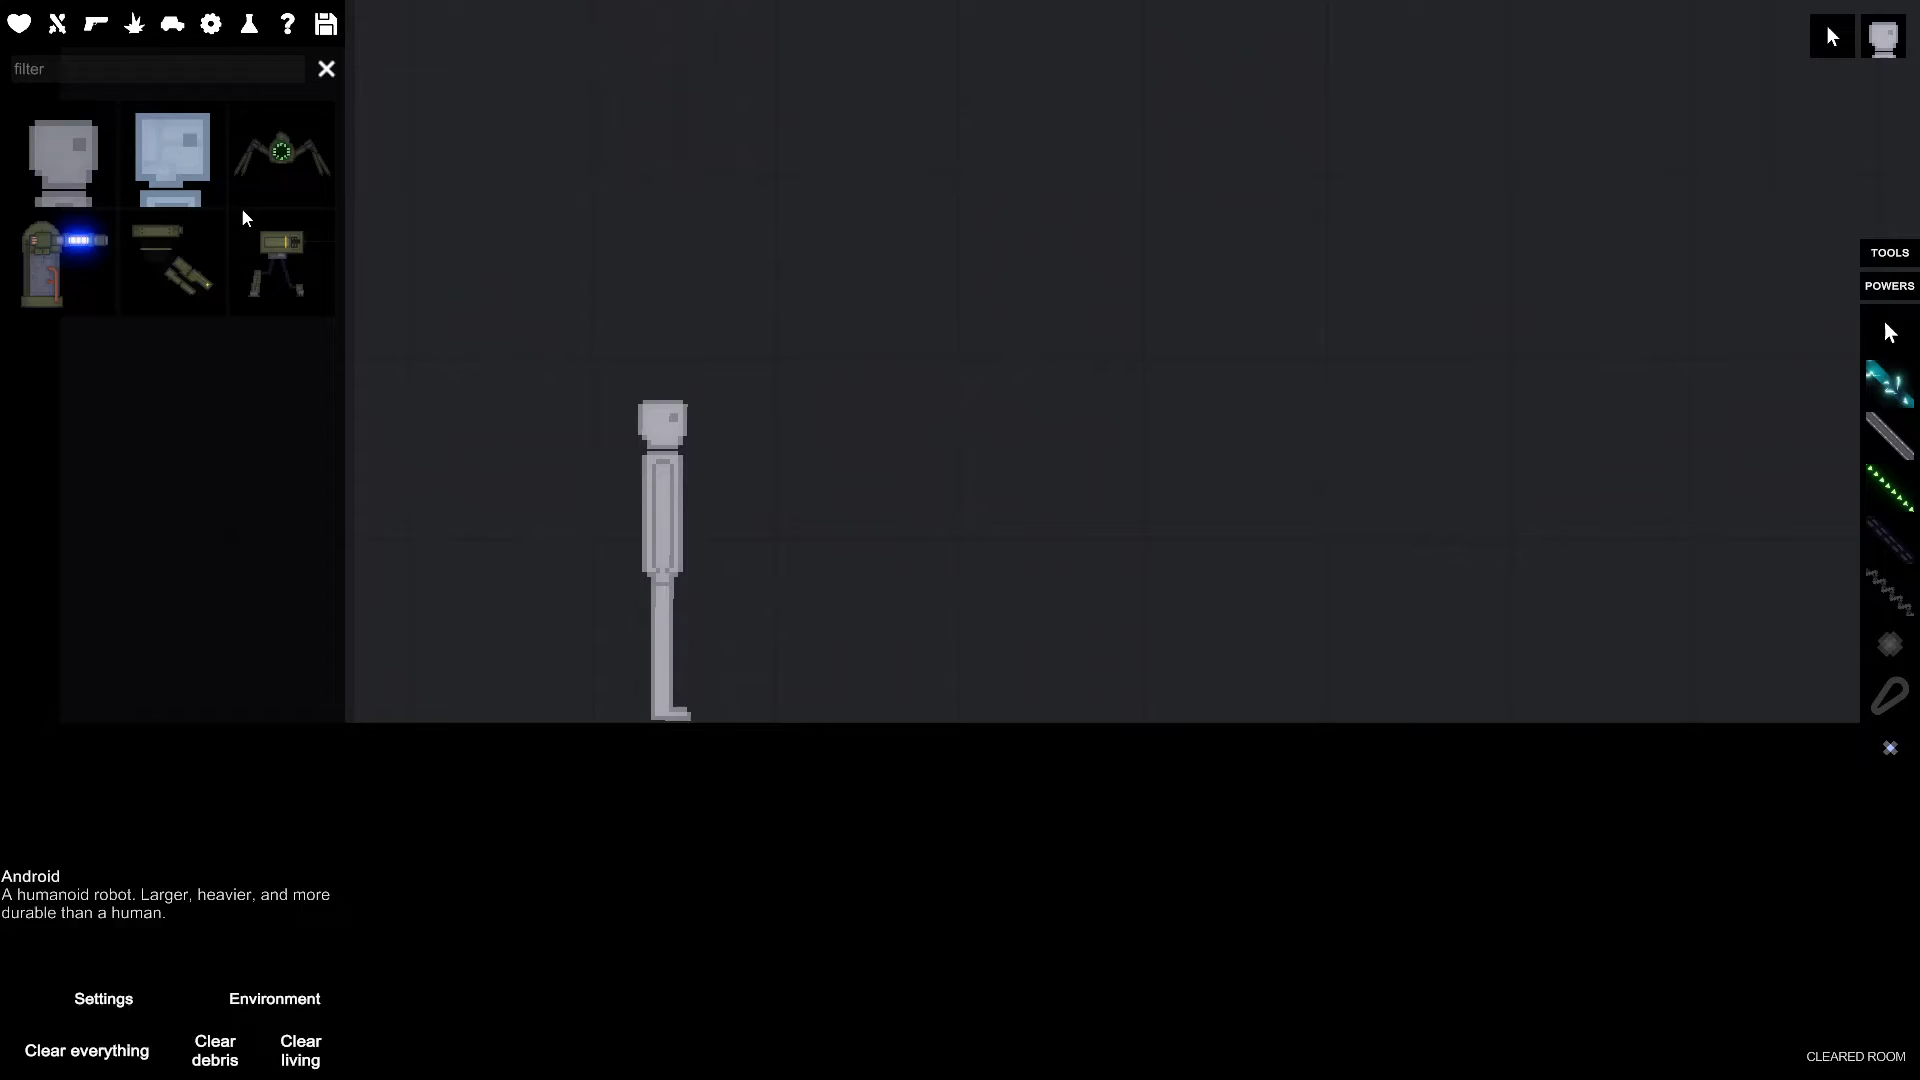 filter
TOOLS
POWERS
Android
A humanoid robot. Larger, heavier, and more
durable than a human.
Settings
Environment
Clear everything
Clear
debris
Clear
living
CLEARED ROOM